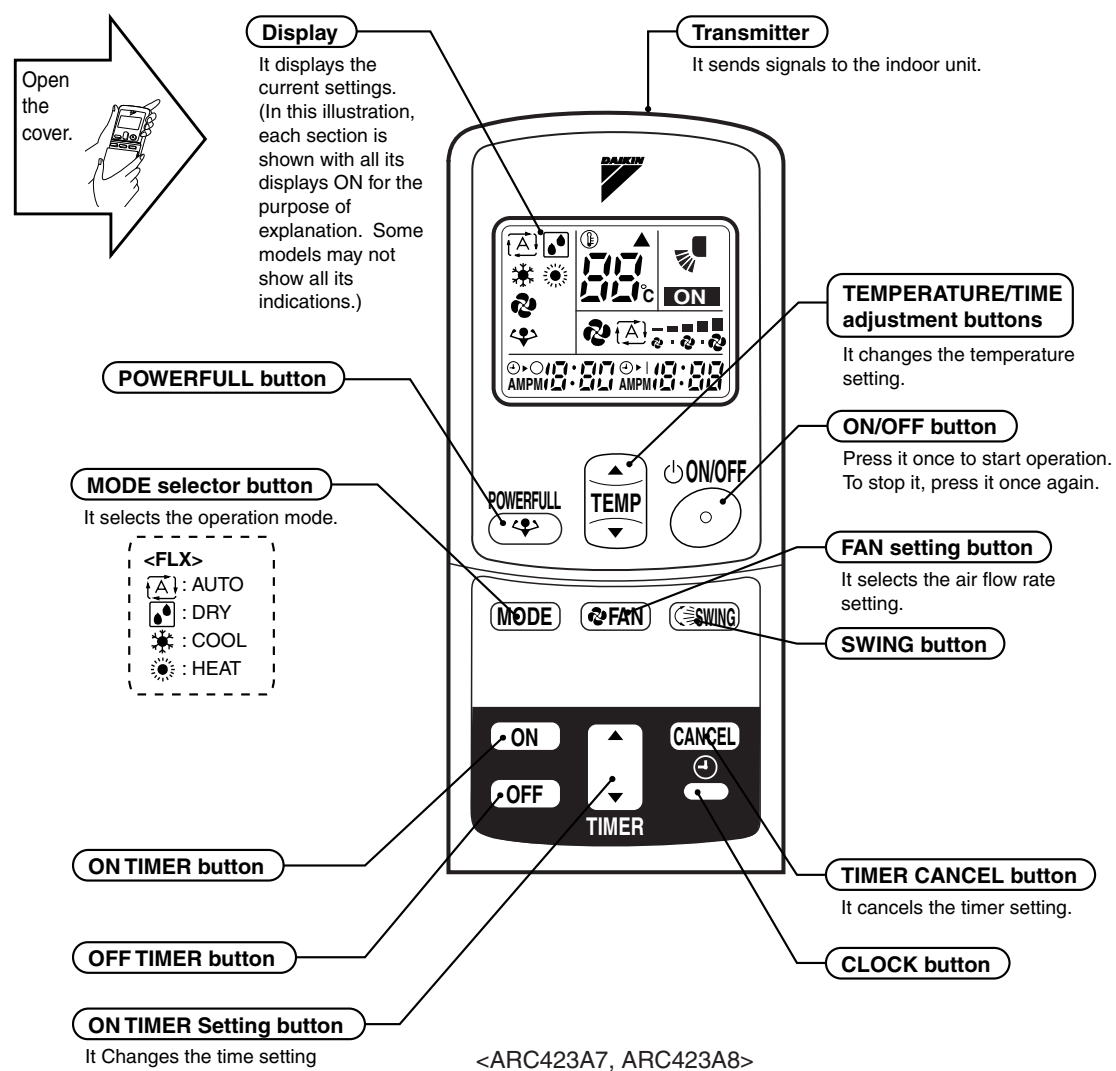 Open
the
cover.
Display
It displays the
current settings.
(In this illustration,
each section is
shown with all its
displays ON for the
purpose of
explanation. Some
models may not
show all its
indications.)
Transmitter
It sends signals to the indoor unit.
DAIKIN
A
88°C
ON
A
AMPM 18:80 AMPM 18:88
TEMPERATURE/TIME
adjustment buttons
It changes the temperature
setting.
POWERFULL button
ON/OFF button
Press it once to start operation.
To stop it, press it once again.
MODE selector button
It selects the operation mode.
<FLX>
A : AUTO
: DRY
: COOL
: HEAT
POWERFULL
TEMP
ON/OFF
FAN setting button
It selects the air flow rate
setting.
MODE
FAN
SWING
SWING button
ON
OFF
TIMER
CANCEL
ON TIMER button
TIMER CANCEL button
It cancels the timer setting.
OFF TIMER button
CLOCK button
ON TIMER Setting button
It Changes the time setting
<ARC423A7, ARC423A8>